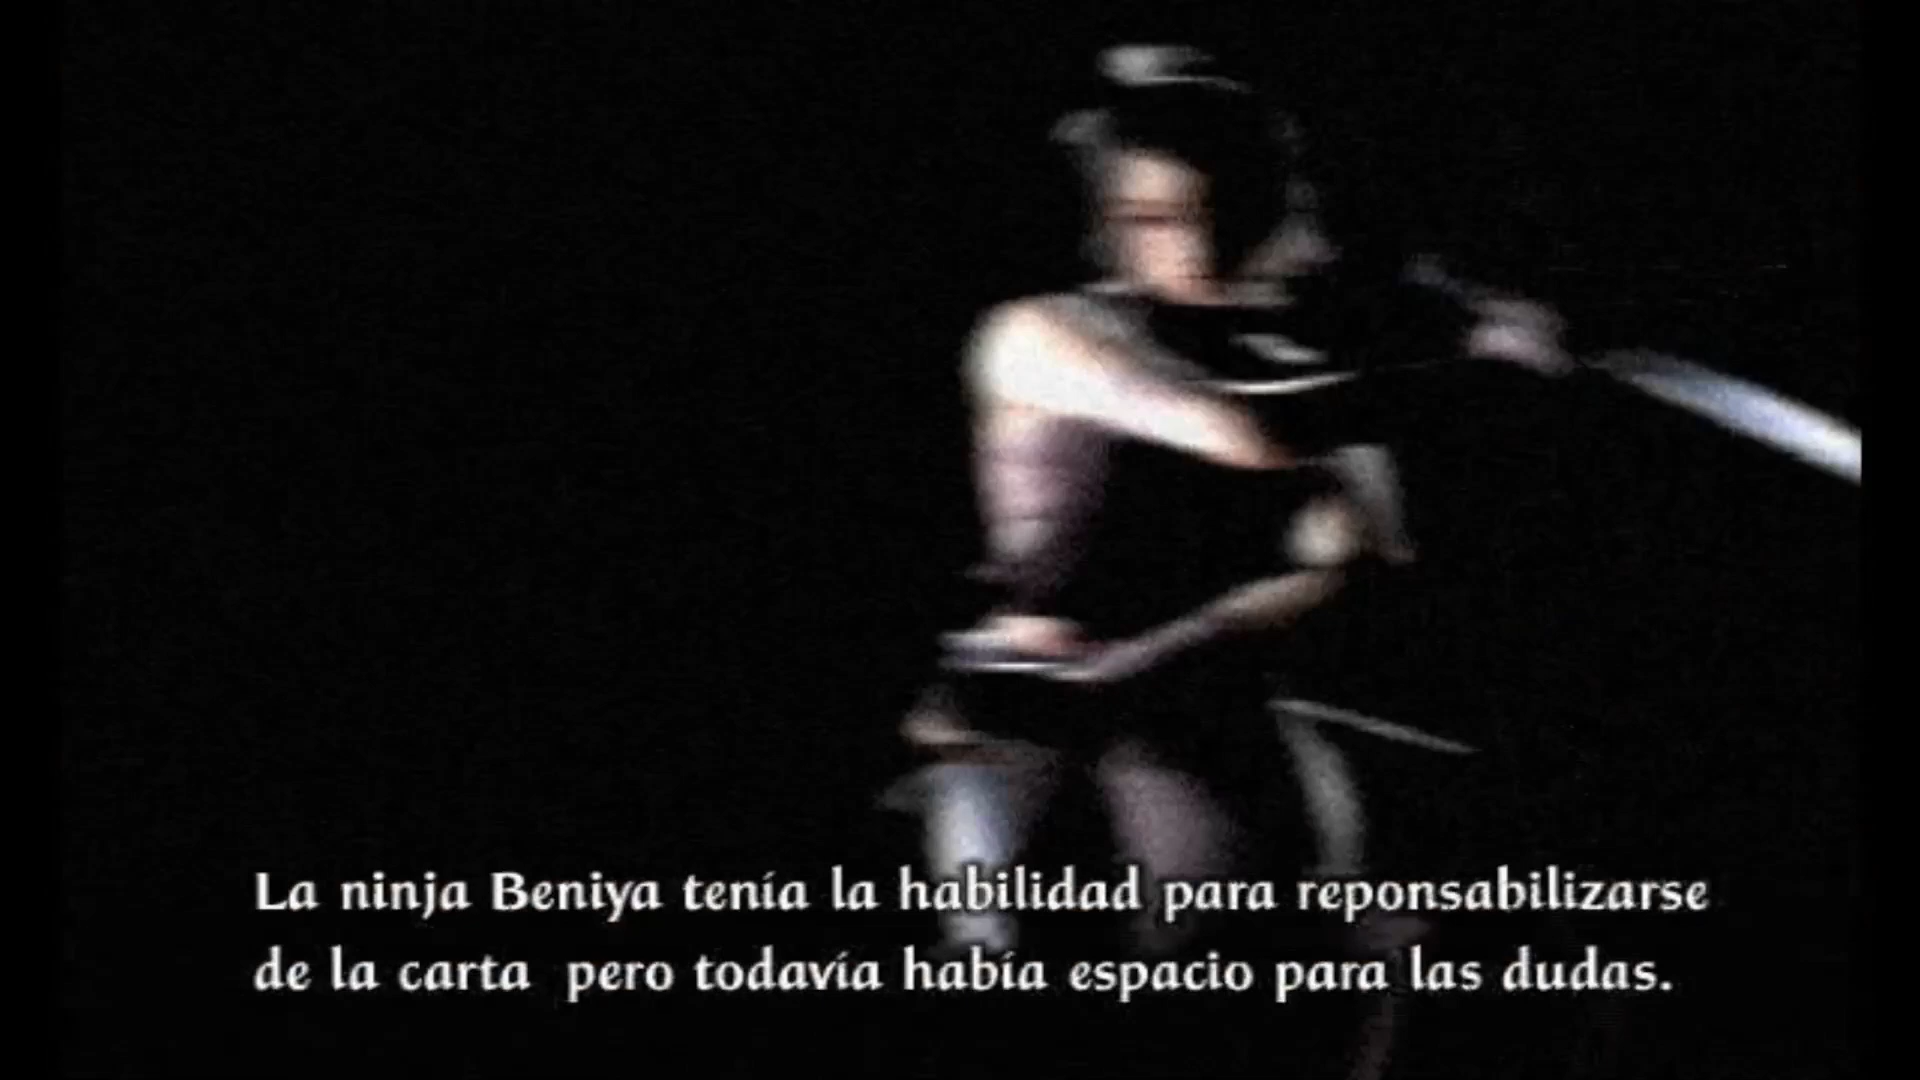 La ninja Beniya tenía la habilidad para reponsabilizarse
de la carta pero todavía había espacio para las dudas.